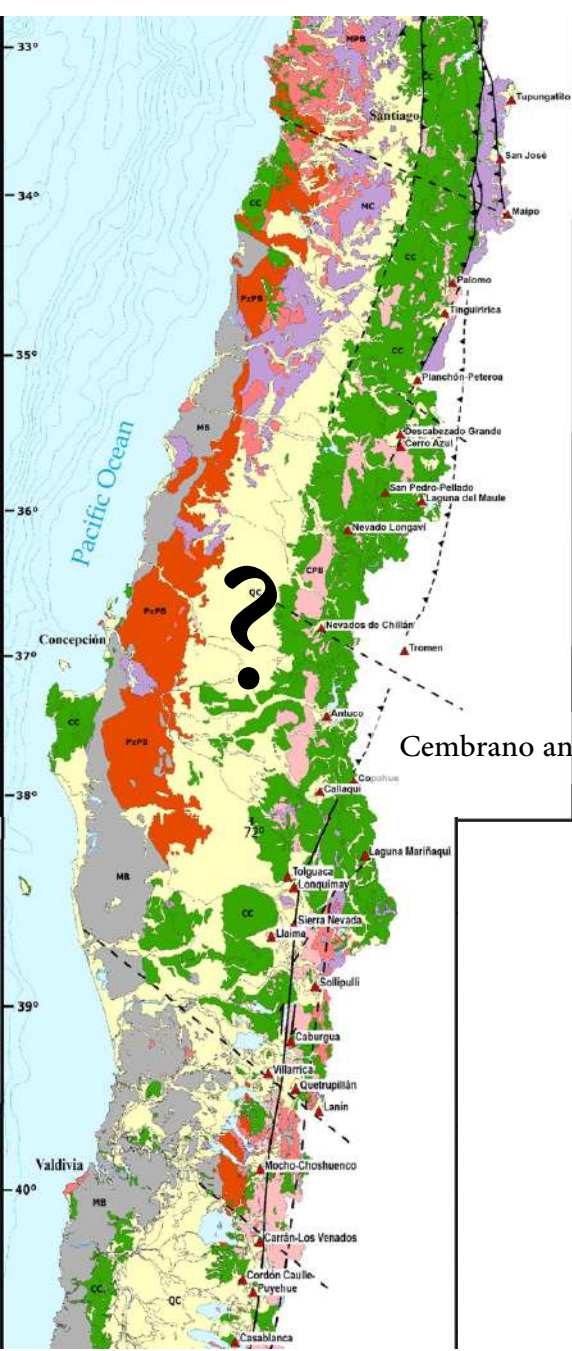 33°
MPB
CC
Tupungatito
Santiago
San José
34°
CC
MC
Maipo
CC
Palomo
PzPB
Tinguiririca
35°
CC
Planchón-Peteroa
MB
Descabezado Grande
Cerro Azul
Pacific Ocean
San Pedro-Pellado
Laguna del Maule
36°
Nevado Longaví
CPB
QC
?
PzPB
Nevados de Chillán
Concepción
Tromen
37°
CC
Antuco
PzPB
Cembrano an
Copahue
38°
Callaqui
Laguna Mariñaqui
MB
Tolguaca
Lonquimay
CC
Sierra Nevada
Llaima
Sollipulli
39°
Caburgua
Villarrica
Quetrupillán
Lanín
Valdivia
Mocho-Choshuenco
40°
MB
Carrán-Los Venados
CC
QC
Cordón Caulle
Puyehue
Casablanca